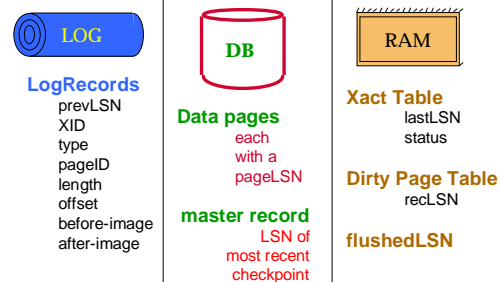 LOG
LogRecords
prevLSN
XID
type
pageID
length
offset
before-image
after-image
DB
Data pages
each
with a
pageLSN
master record
LSN of
most recent
checkpoint
RAM
Xact Table
lastLSN
status
Dirty Page Table
recLSN
flushedLSN